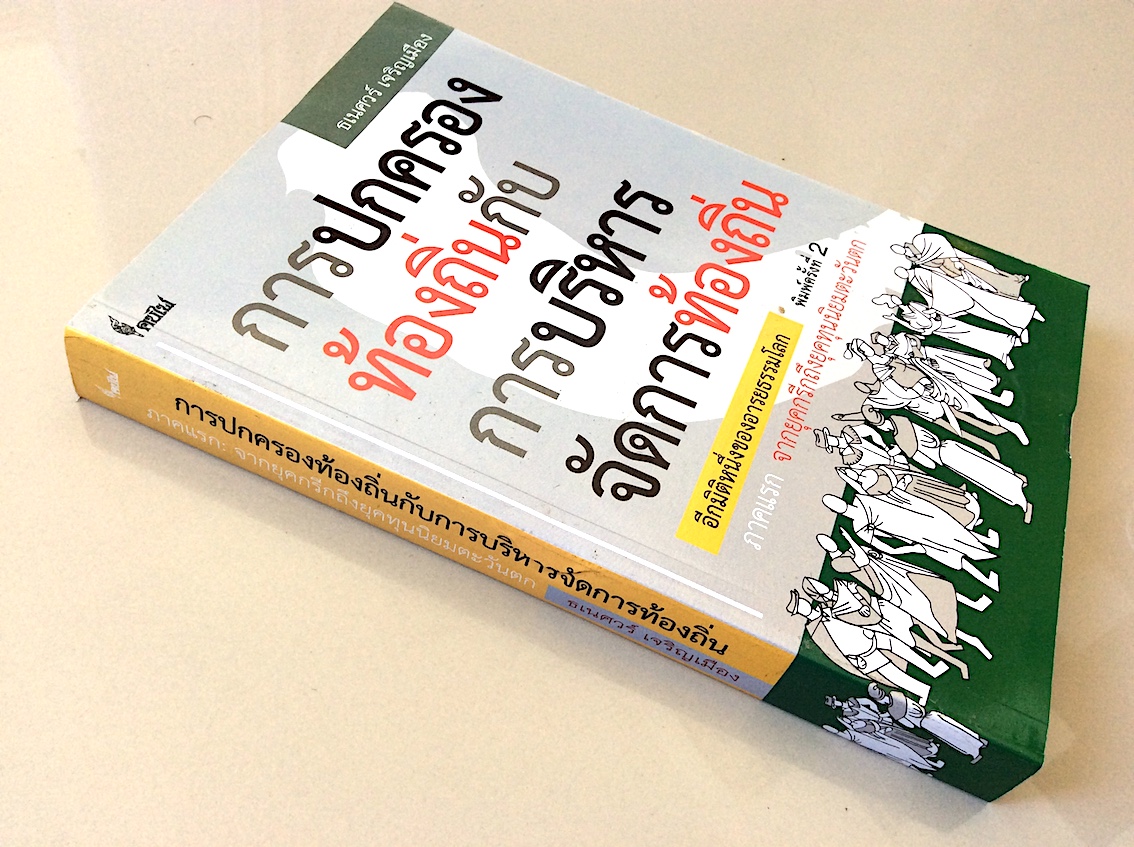 ธเนศวร์ เจริญเมือง
การปกครอง
ท้องถิ่นกับ
การบริหาร
จัดการท้องถิ่น
อีกมิติหนึ่งของอารยธรรมโลก
พิมพ์ครั้งที่ 2
ภาคแรก จากยุคกรีกถึงยุคทุนนิยมตะวันตก
คบไฟ
คบไฟ
การปกครองท้องถิ่นกับการบริหารจัดการท้องถิ่น
ภาคแรก: จากยุคกรีกถึงยุคทุนนิยมตะวันตก
ธเนศวร์ เจริญเมือง